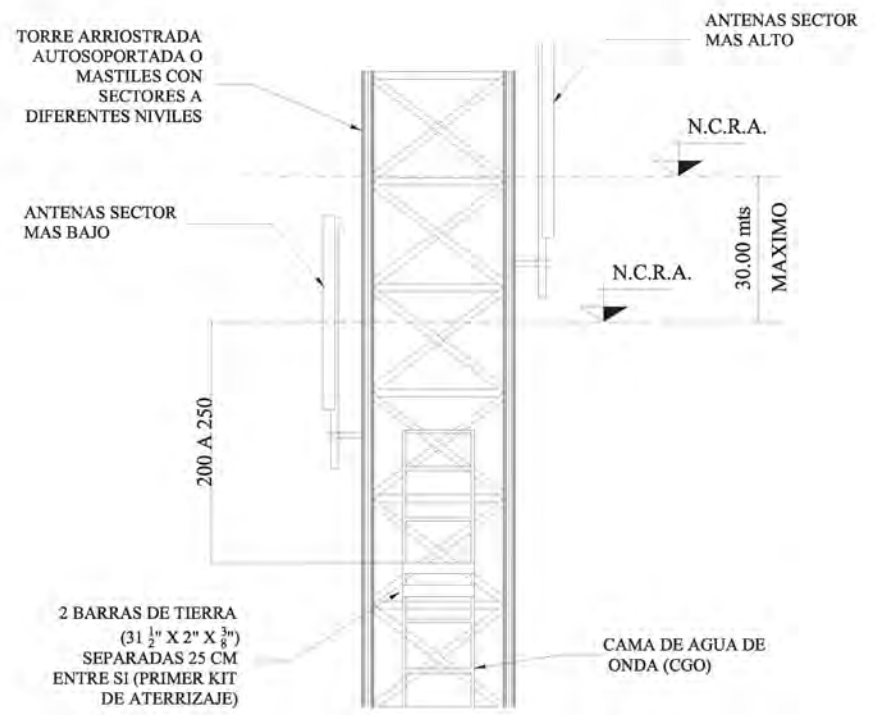 ANTENAS SECTOR
MAS ALTO
TORRE ARRIOSTRADA
AUTOSOPORTADA O
MASTILES CON
SECTORES A
DIFERENTES NIVILES
N.C.R.A.
ANTENAS SECTOR
MAS BAJO
30.00 mts
MAXIMO
N.C.R.A.
200 A 250
2 BARRAS DE TIERRA
(31 1/2" X 2" X 3/8")
SEPARADAS 25 CM
ENTRE SI (PRIMER KIT
DE ATERRIZAJE)
CAMA DE AGUA DE
ONDA (CGO)